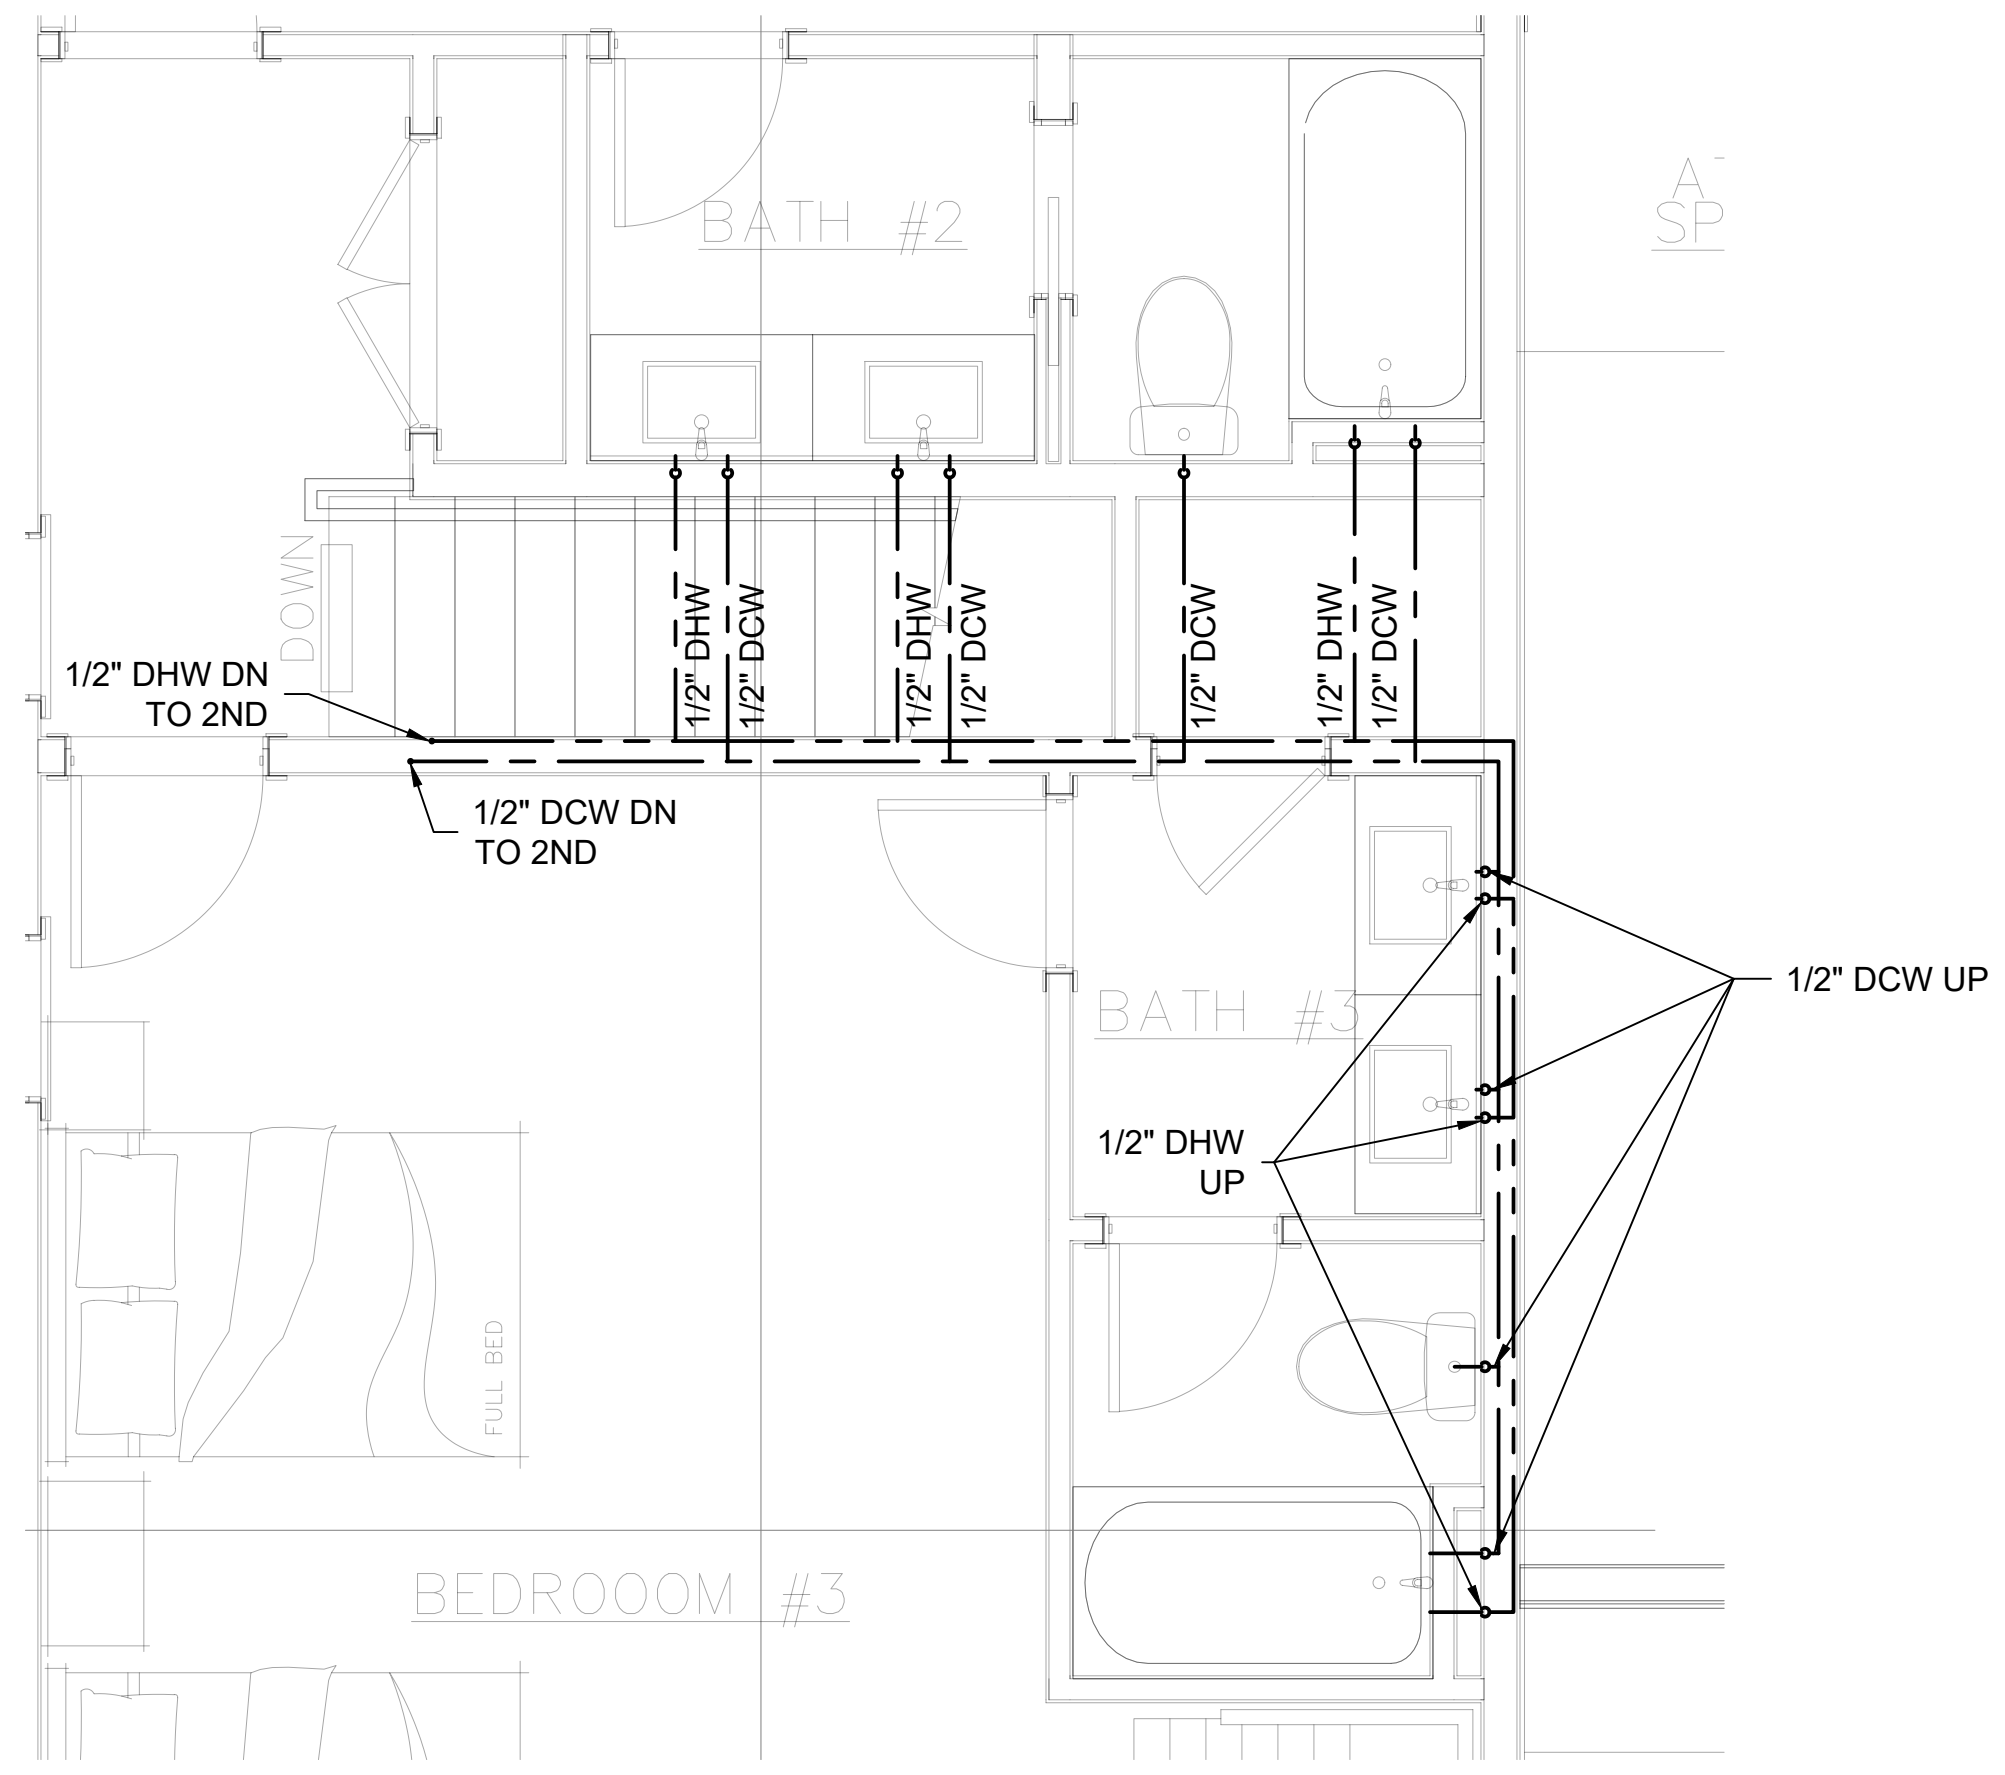 BATH #2
DOWN
1/2" DHW
1/2" DCW
1/2" DHW
1/2" DCW
1/2" DCW
1/2" DHW
1/2" DCW
1/2" DHW DN
TO 2ND
1/2" DCW DN
TO 2ND
1/2" DCW UP
BATH #3
1/2" DHW
UP
FULL BED
BEDROOOM #3